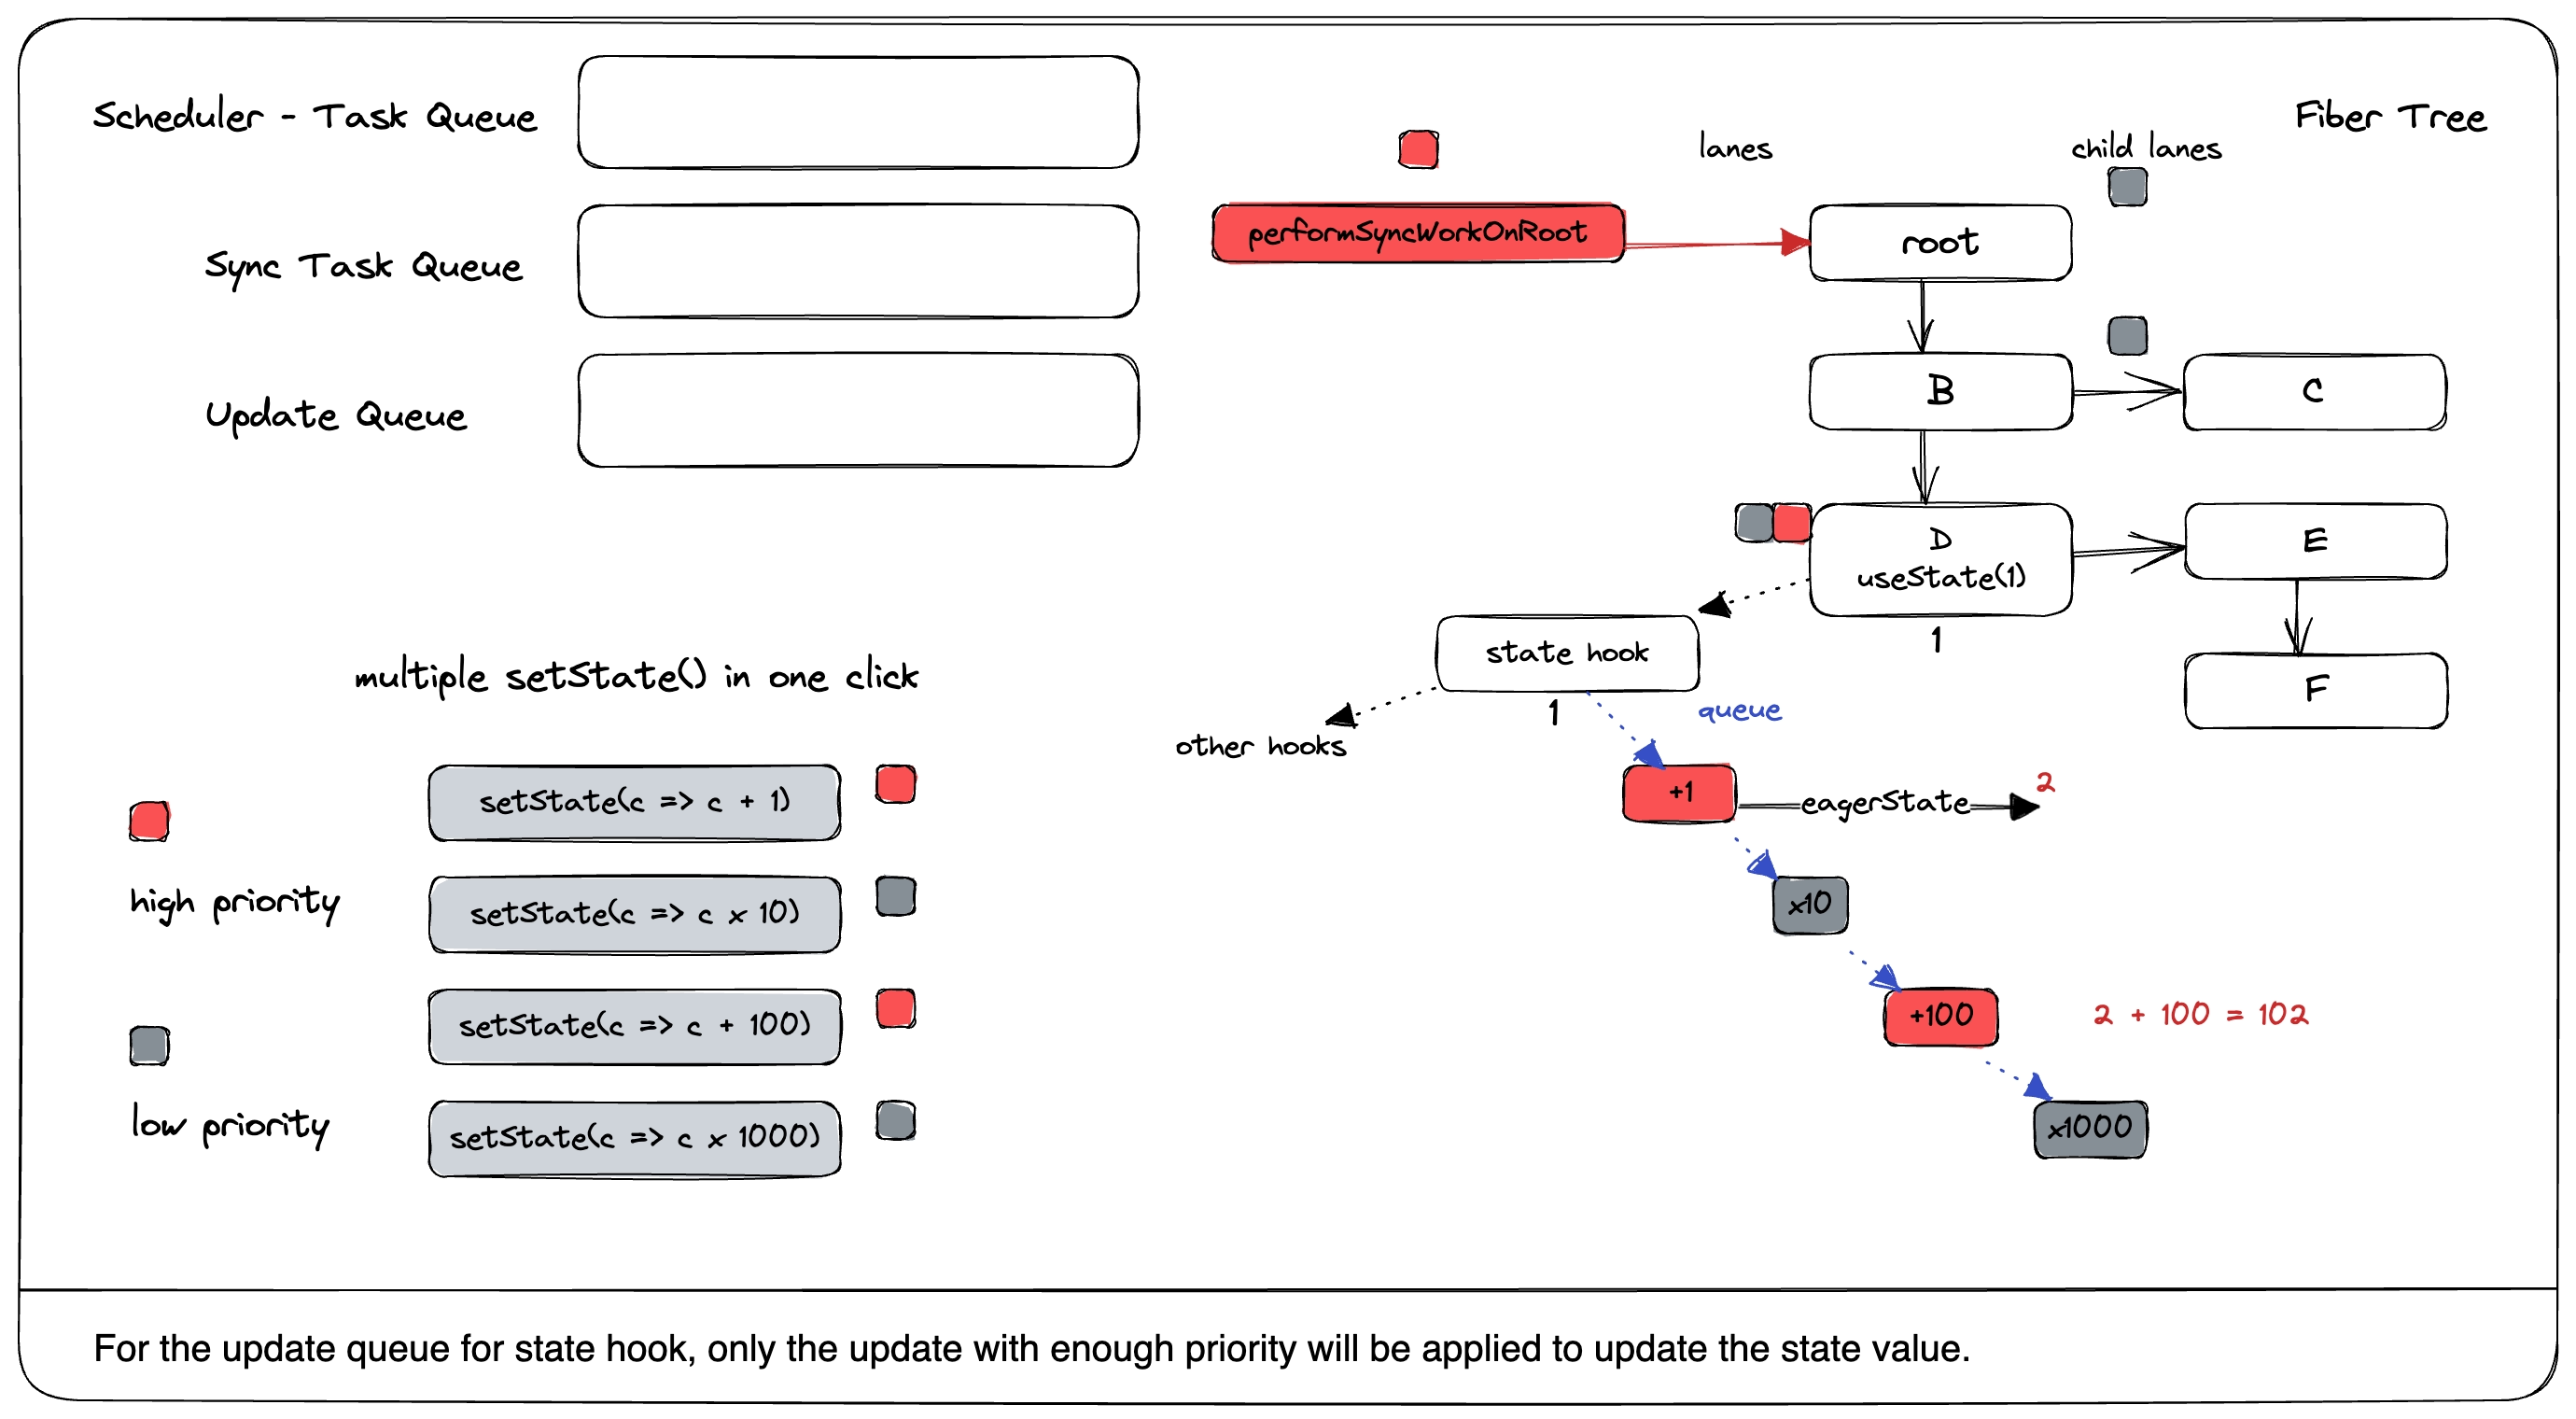 Scheduler - Task Queue
Sync Task Queue
Update Queue
lanes
child lanes
Fiber Tree
performSyncWorkOnRoot
root
B
C
D
useState(1)
1
E
F
state hook
1
queue
other hooks
+1
eagerState
2
x10
+100
2 + 100 = 102
x1000
multiple setState() in one click
high priority
low priority
setState(c => c + 1)
setState(c => c x 10)
setState(c => c + 100)
setState(c => c x 1000)
For the update queue for state hook, only the update with enough priority will be applied to update the state value.